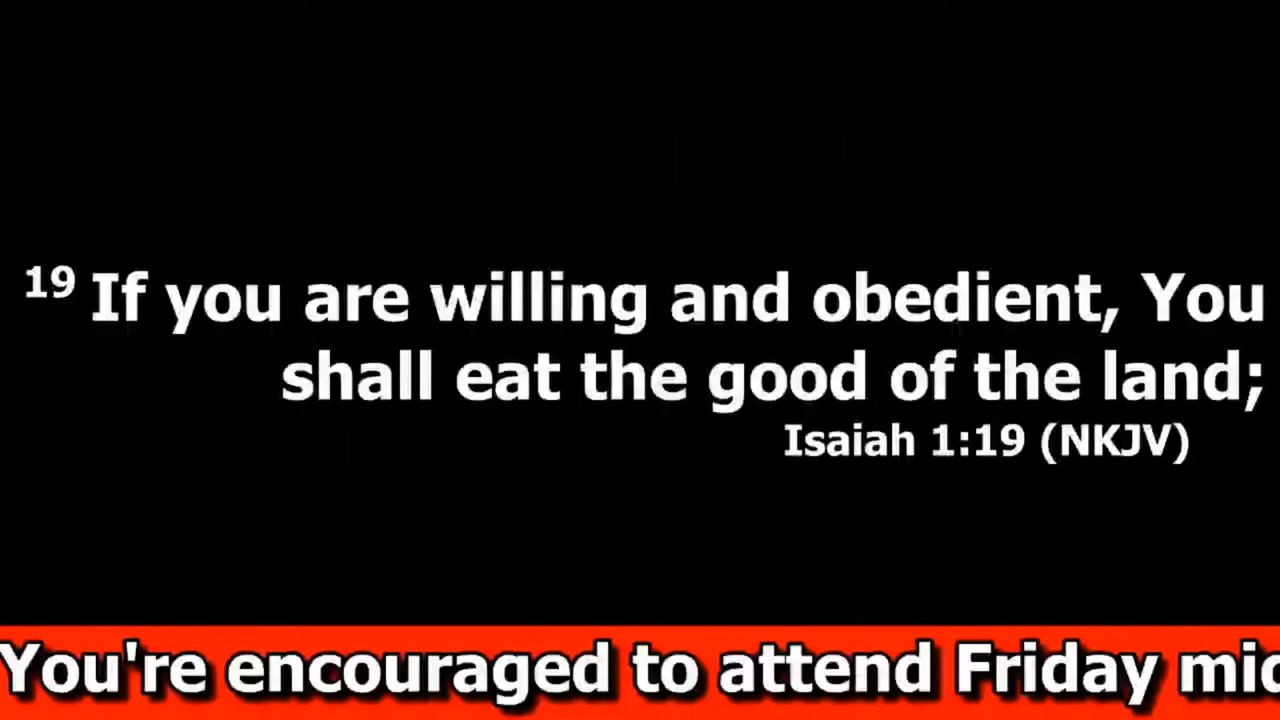 19 If you are willing and obedient, You
shall eat the good of the land;
Isaiah 1:19 (NKJV)
You're encouraged to attend Friday